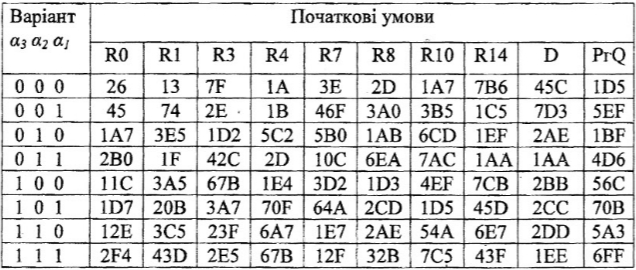 Варіант Початкові умови
α3 α2 α1 R0 R1 R3 R4 R7 R8 R10 R14 D PгQ
0 0 0 26 13 7F 1A 3E 2D 1A7 7B6 45C 1D5
0 0 1 45 74 2E 1B 46F 3A0 3B5 1C5 7D3 5EF
0 1 0 1A7 3E5 1D2 5C2 5B0 1AB 6CD 1EF 2AE 1BF
0 1 1 2B0 1F 42C 2D 10C 6EA 7AC 1AA 1AA 4D6
1 0 0 11C 3A5 67B 1E4 3D2 1D3 4EF 7CB 2BB 56C
1 0 1 1D7 20B 3A7 70F 64A 2CD 1D5 45D 2CC 70B
1 1 0 12E 3C5 23F 6A7 1E7 2AE 54A 6E7 2DD 5A3
1 1 1 2F4 43D 2E5 67B 12F 32B 7C5 43F 1EE 6FF